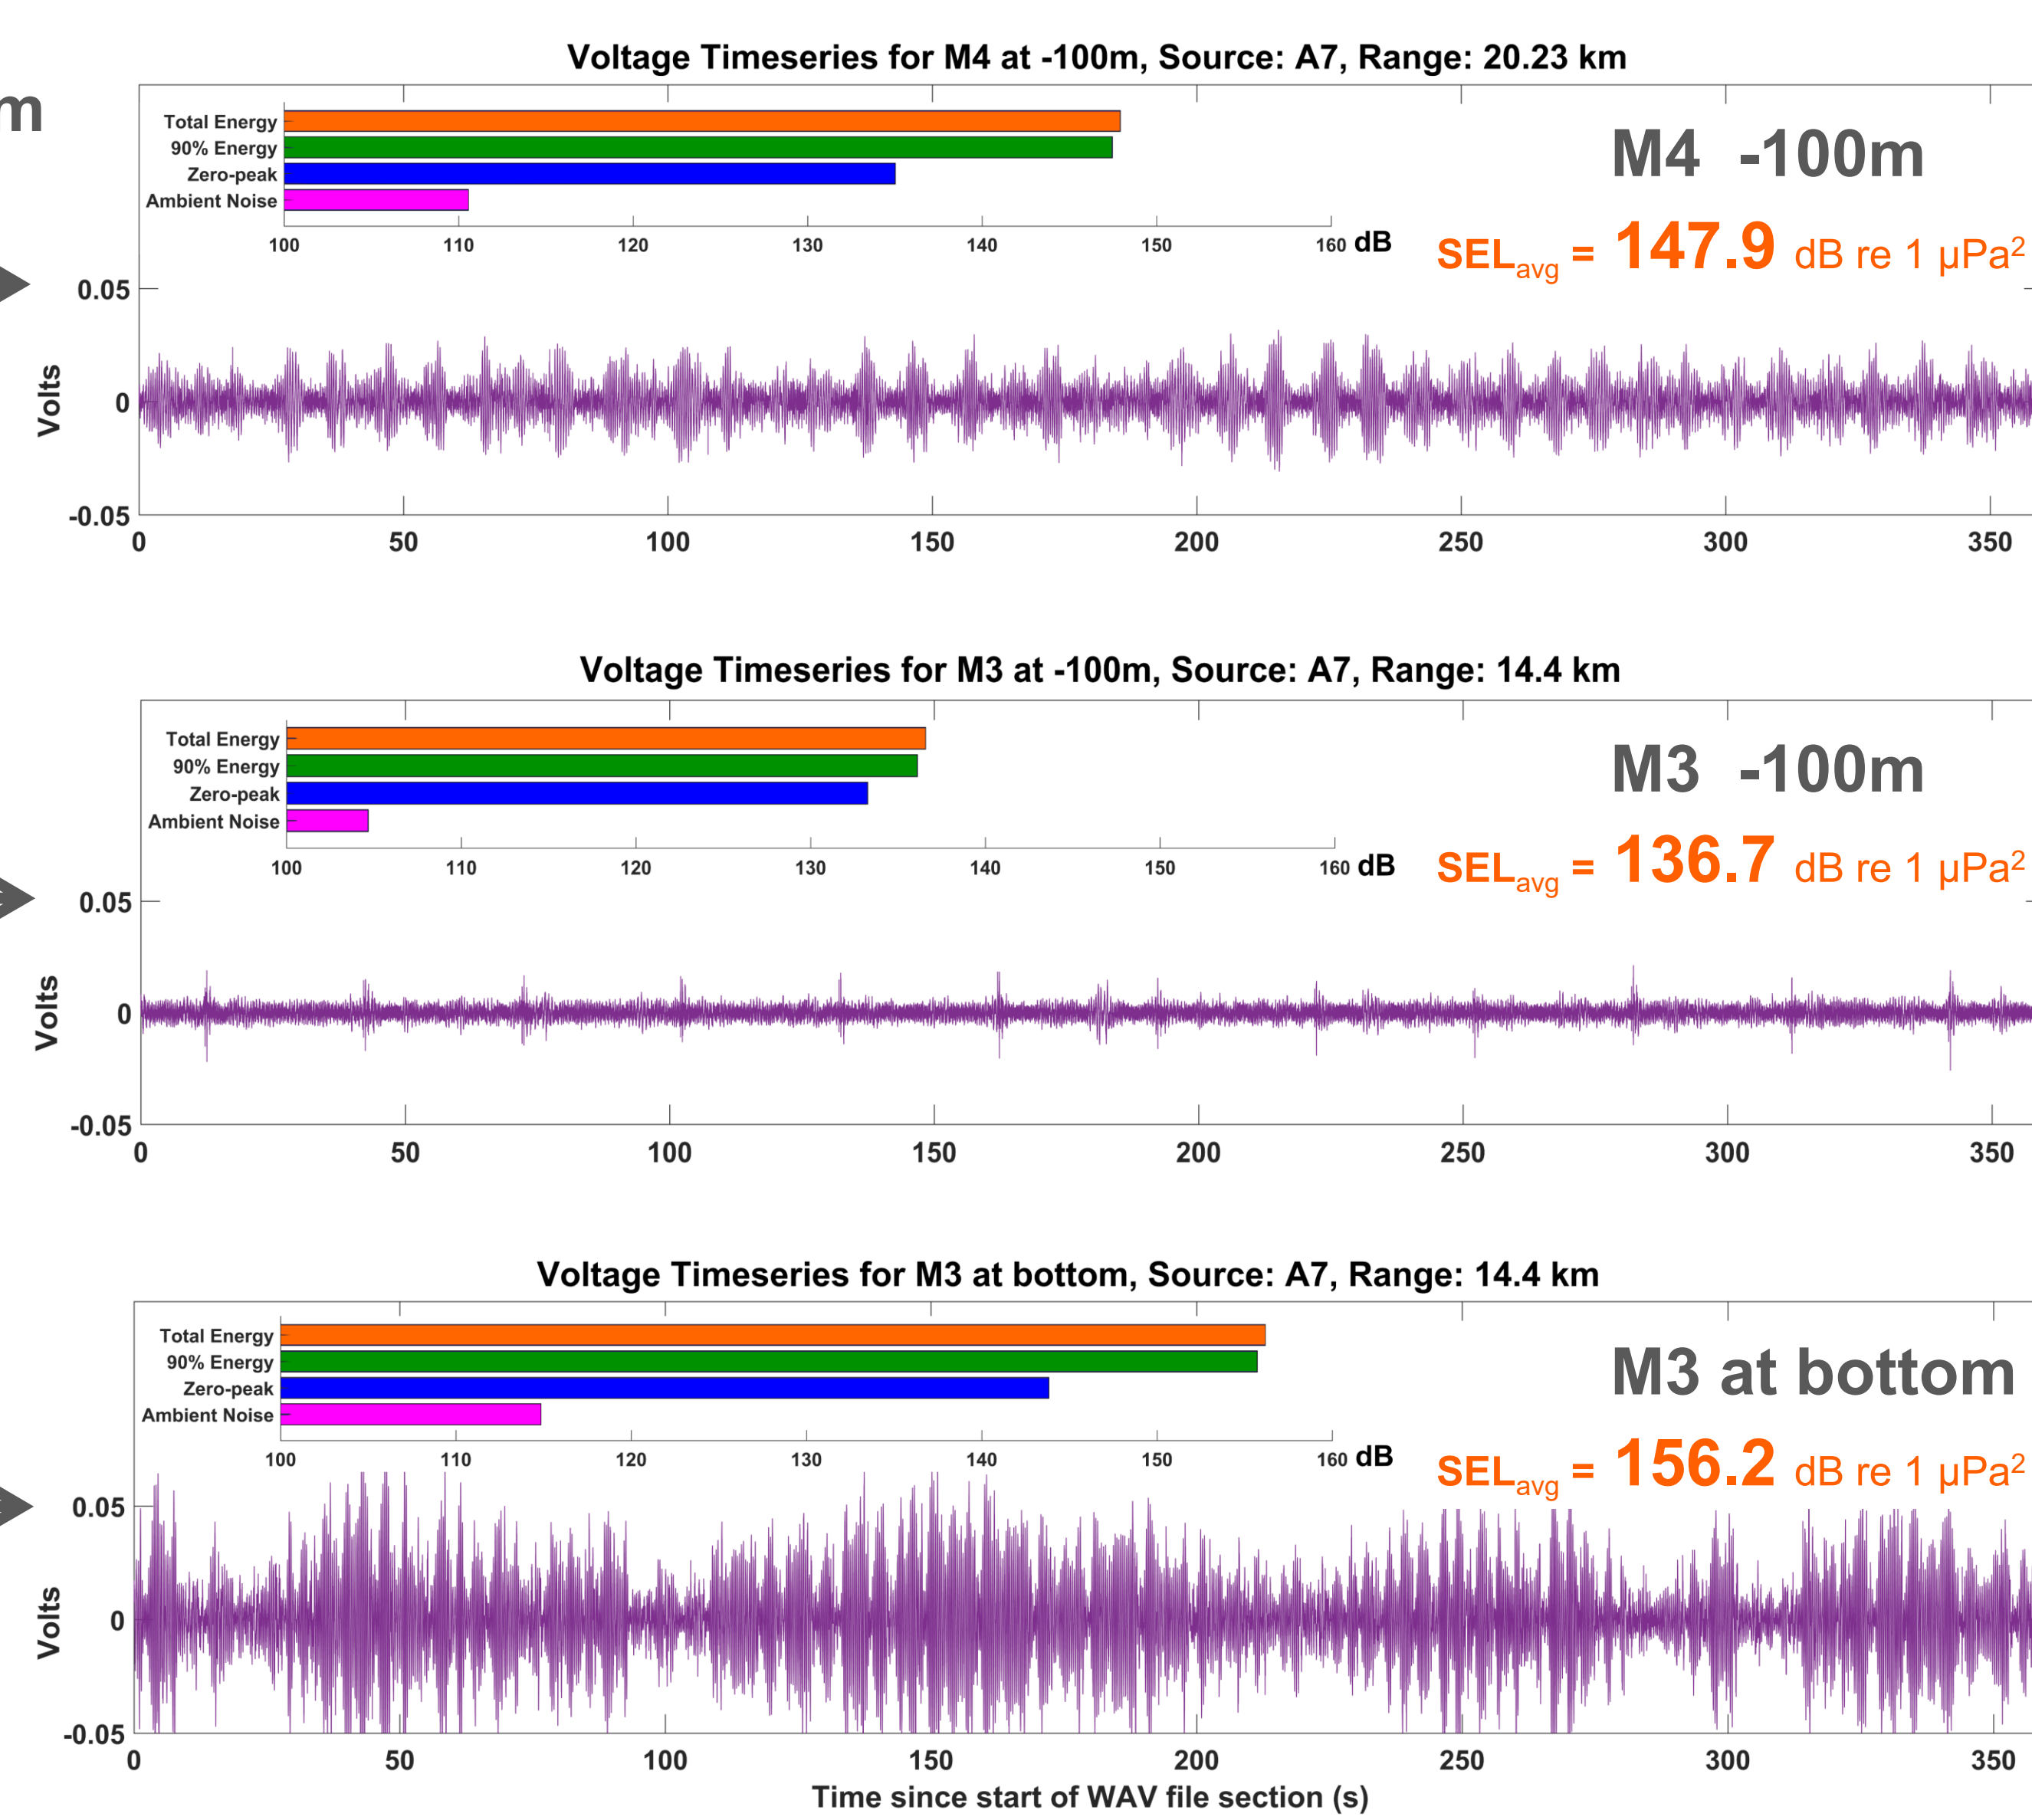 Voltage Timeseries for M4 at -100m, Source: A7, Range: 20.23 km
m
M4 -100m
Total Energy
90% Energy
Zero-peak
Ambient Noise
100 110 120 130 140 150 160 dB
SELavg = 147.9 dB re 1 µPa²
0.05
Volts
0
-0.05
0 50 100 150 200 250 300 350
Voltage Timeseries for M3 at -100m, Source: A7, Range: 14.4 km
M3 -100m
Total Energy
90% Energy
Zero-peak
Ambient Noise
100 110 120 130 140 150 160 dB
SELavg = 136.7 dB re 1 µPa²
0.05
Volts
0
-0.05
0 50 100 150 200 250 300 350
Voltage Timeseries for M3 at bottom, Source: A7, Range: 14.4 km
M3 at bottom
Total Energy
90% Energy
Zero-peak
Ambient Noise
100 110 120 130 140 150 160 dB
SELavg = 156.2 dB re 1 µPa²
0.05
Volts
0
-0.05
0 50 100 150 200 250 300 350
Time since start of WAV file section (s)